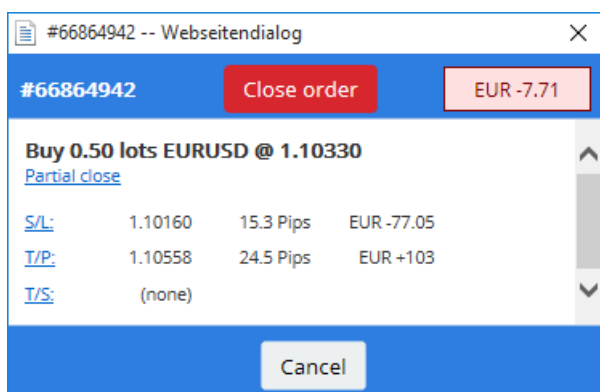 #66864942 -- Webseitendialog
#66864942 Close order EUR -7.71
Buy 0.50 lots EURUSD @ 1.10330
Partial close
S/L: 1.10160 15.3 Pips EUR -77.05
T/P: 1.10558 24.5 Pips EUR +103
T/S: (none)
Cancel